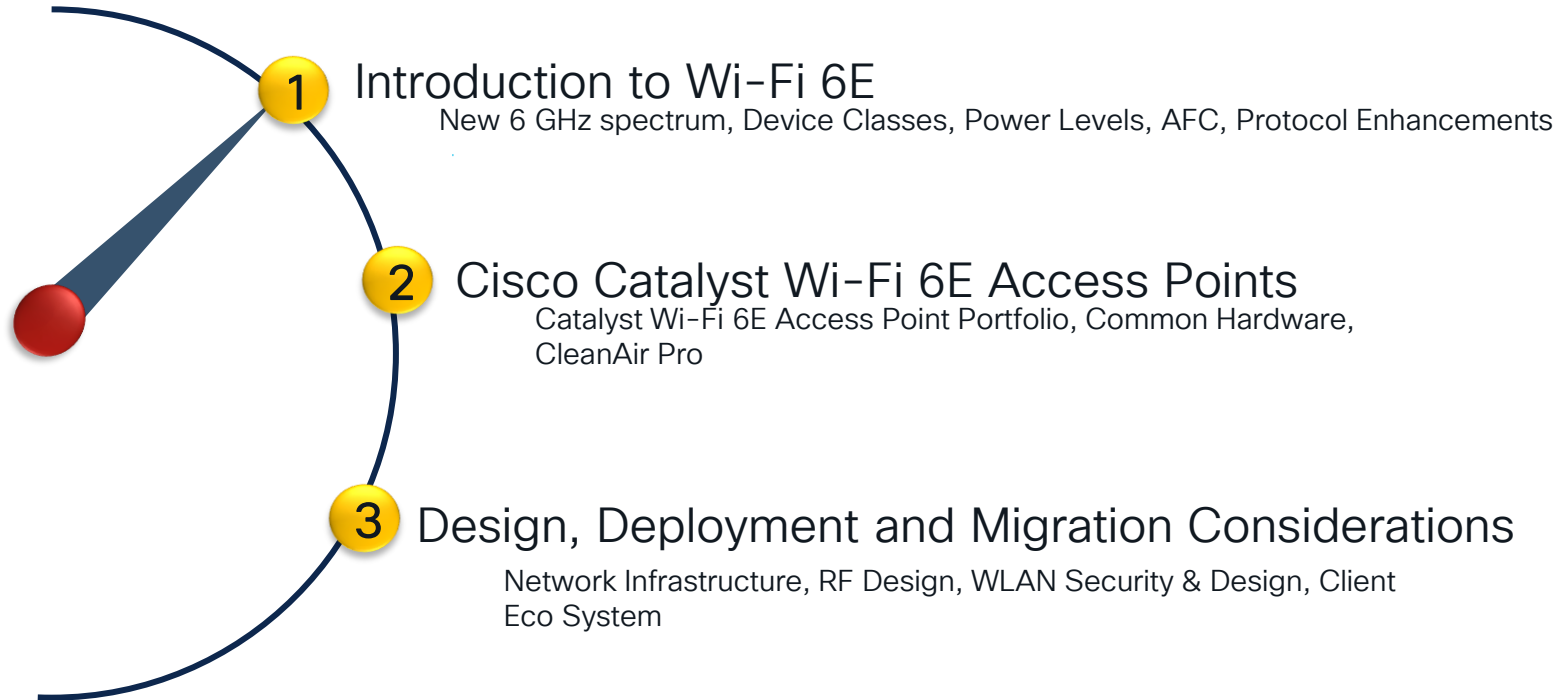 1
Introduction to Wi-Fi 6E
New 6 GHz spectrum, Device Classes, Power Levels, AFC, Protocol Enhancements
2
Cisco Catalyst Wi-Fi 6E Access Points
Catalyst Wi-Fi 6E Access Point Portfolio, Common Hardware,
CleanAir Pro
3
Design, Deployment and Migration Considerations
Network Infrastructure, RF Design, WLAN Security & Design, Client
Eco System